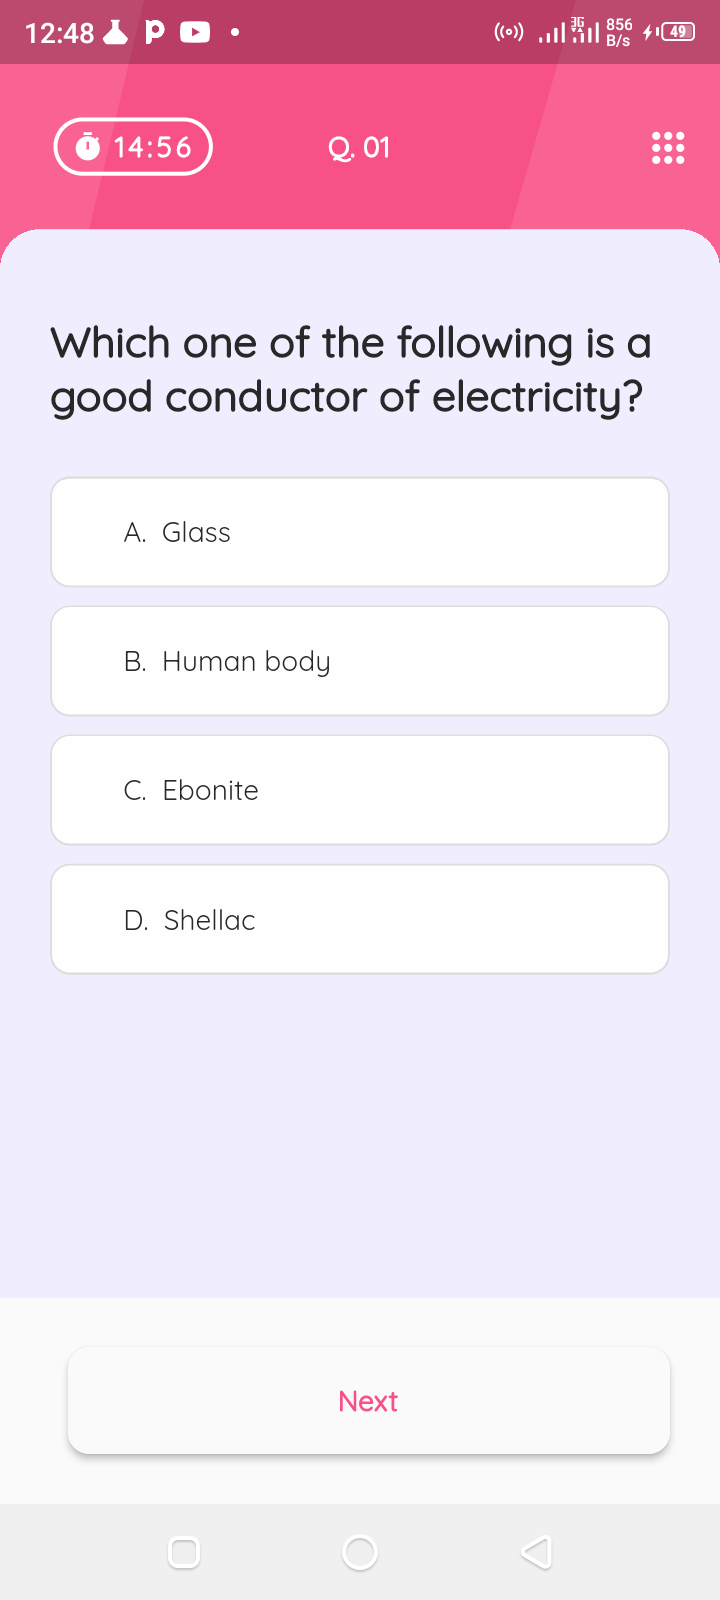 12:48
3G
856
B/s
49
14:56
Q. 01
Which one of the following is a
good conductor of electricity?
A. Glass
B. Human body
C. Ebonite
D. Shellac
Next